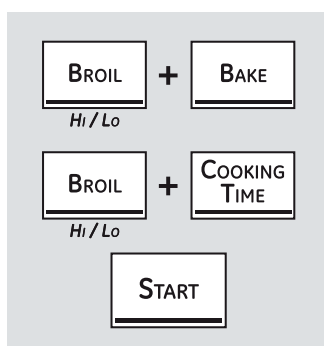 BROIL + BAKE
HI / LO
BROIL + COOKING TIME
HI / LO
START